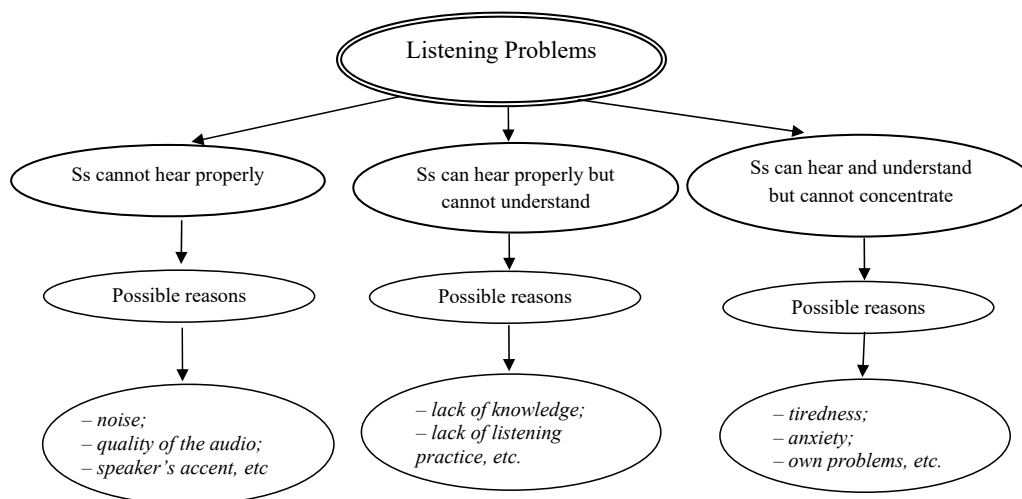 Listening Problems
Ss cannot hear properly
Ss can hear properly but
cannot understand
Ss can hear and understand
but cannot concentrate
Possible reasons
Possible reasons
Possible reasons
– noise;
– quality of the audio;
– speaker’s accent, etc
– lack of knowledge;
– lack of listening
practice, etc.
– tiredness;
– anxiety;
– own problems, etc.